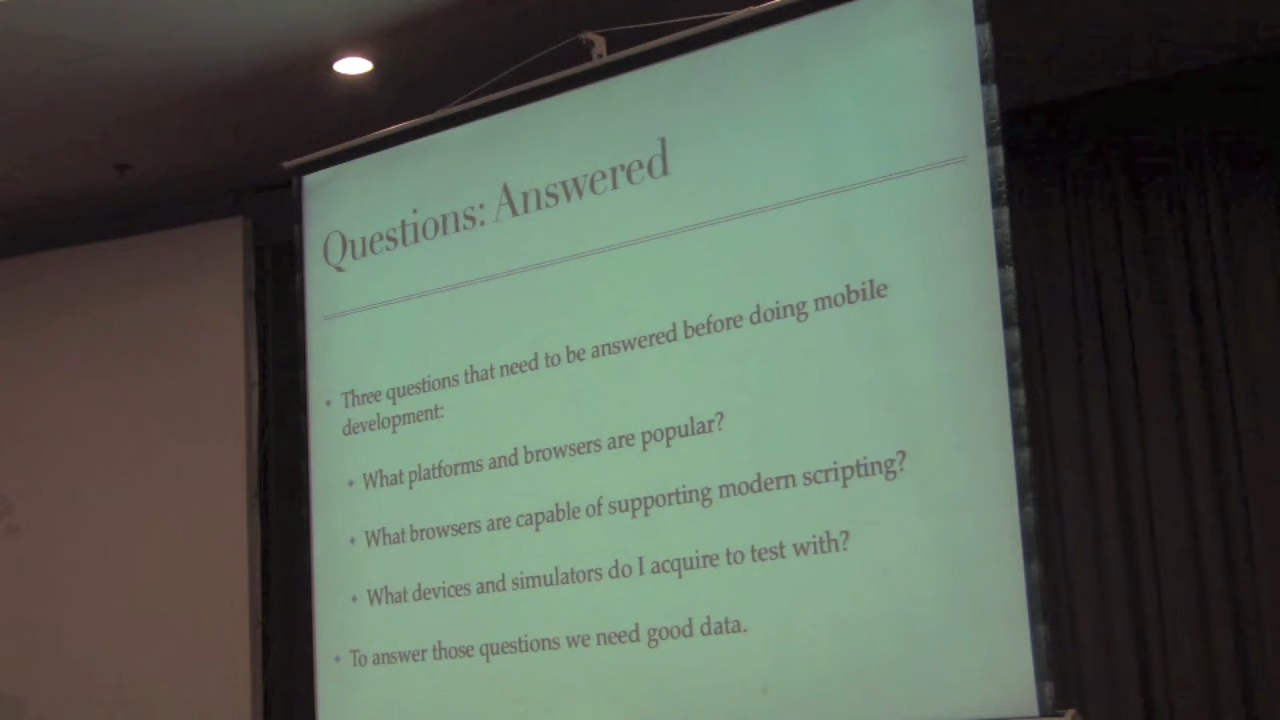 Questions: Answered
Three questions that need to be answered before doing mobile
development:
What platforms and browsers are popular?
What browsers are capable of supporting modern scripting?
What devices and simulators do I acquire to test with?
To answer those questions we need good data.